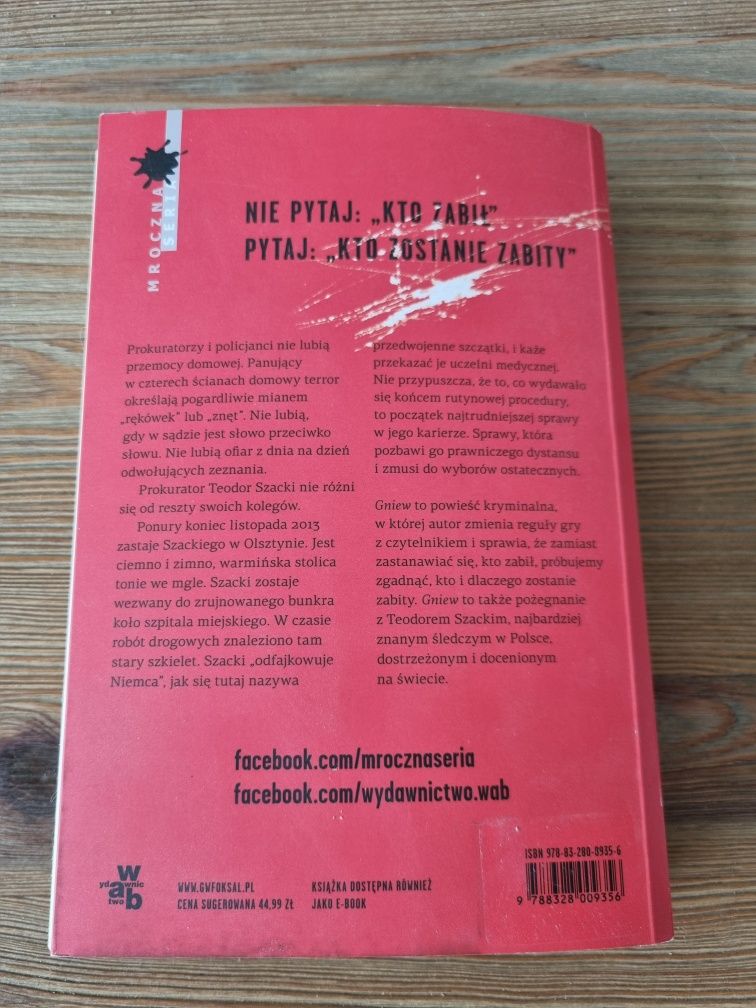 MROCZNA
SERIA
NIE PYTAJ: „KTO ZABIŁ”
PYTAJ: „KTO ZOSTANIE ZABITY”
Prokuratorzy i policjanci nie lubią
przemocy domowej. Panujący
w czterech ścianach domowy terror
określają pogardliwie mianem
„rękówek” lub „znęt”. Nie lubią,
gdy w sądzie jest słowo przeciwko
słowu. Nie lubią ofiar z dnia na dzień
odwołujących zeznania.
Prokurator Teodor Szacki nie różni
się od reszty swoich kolegów.
Ponury koniec listopada 2013
zastaje Szackiego w Olsztynie. Jest
ciemno i zimno, warmińska stolica
tonie we mgle. Szacki zostaje
wezwany do zrujnowanego bunkra
koło szpitala miejskiego. W czasie
robót drogowych znaleziono tam
stary szkielet. Szacki „odfajkowuje
Niemca”, jak się tutaj nazywa
przedwojenne szczątki, i każe
przekazać je uczelni medycznej.
Nie przypuszcza, że to, co wydawało
się końcem rutynowej procedury,
to początek najtrudniejszej sprawy
w jego karierze. Sprawy, która
pozbawi go prawniczego dystansu
i zmusi do wyborów ostatecznych.
Gniew to powieść kryminalna,
w której autor zmienia reguły gry
z czytelnikiem i sprawia, że zamiast
zastanawiać się, kto zabił, próbujemy
zgadnąć, kto i dlaczego zostanie
zabity. Gniew to także pożegnanie
z Teodorem Szackim, najbardziej
znanym śledczym w Polsce,
dostrzeżonym i docenionym
na świecie.
facebook.com/mrocznaseria
facebook.com/wydawnictwo.wab
w
ydawnic
a
two
b
WWW.GWFOKSAL.PL
CENA SUGEROWANA 44,99 ZŁ
KSIĄŻKA DOSTĘPNA RÓWNIEŻ
JAKO E-BOOK
ISBN 978-83-280-0935-6
9 788328 009356